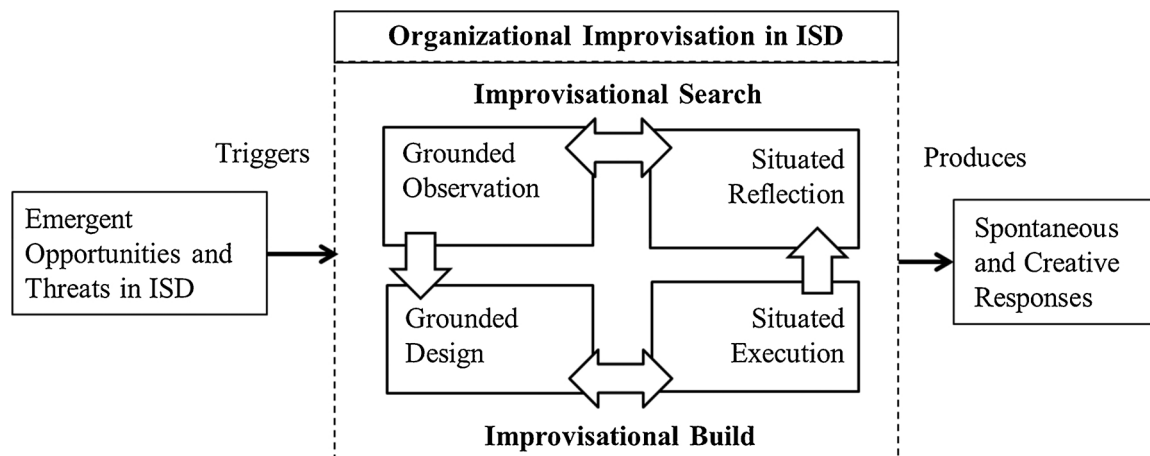 Organizational Improvisation in ISD
Improvisational Search
Triggers
Grounded
Observation
Situated
Reflection
Produces
Emergent
Opportunities and
Threats in ISD
Spontaneous
and Creative
Responses
Grounded
Design
Situated
Execution
Improvisational Build